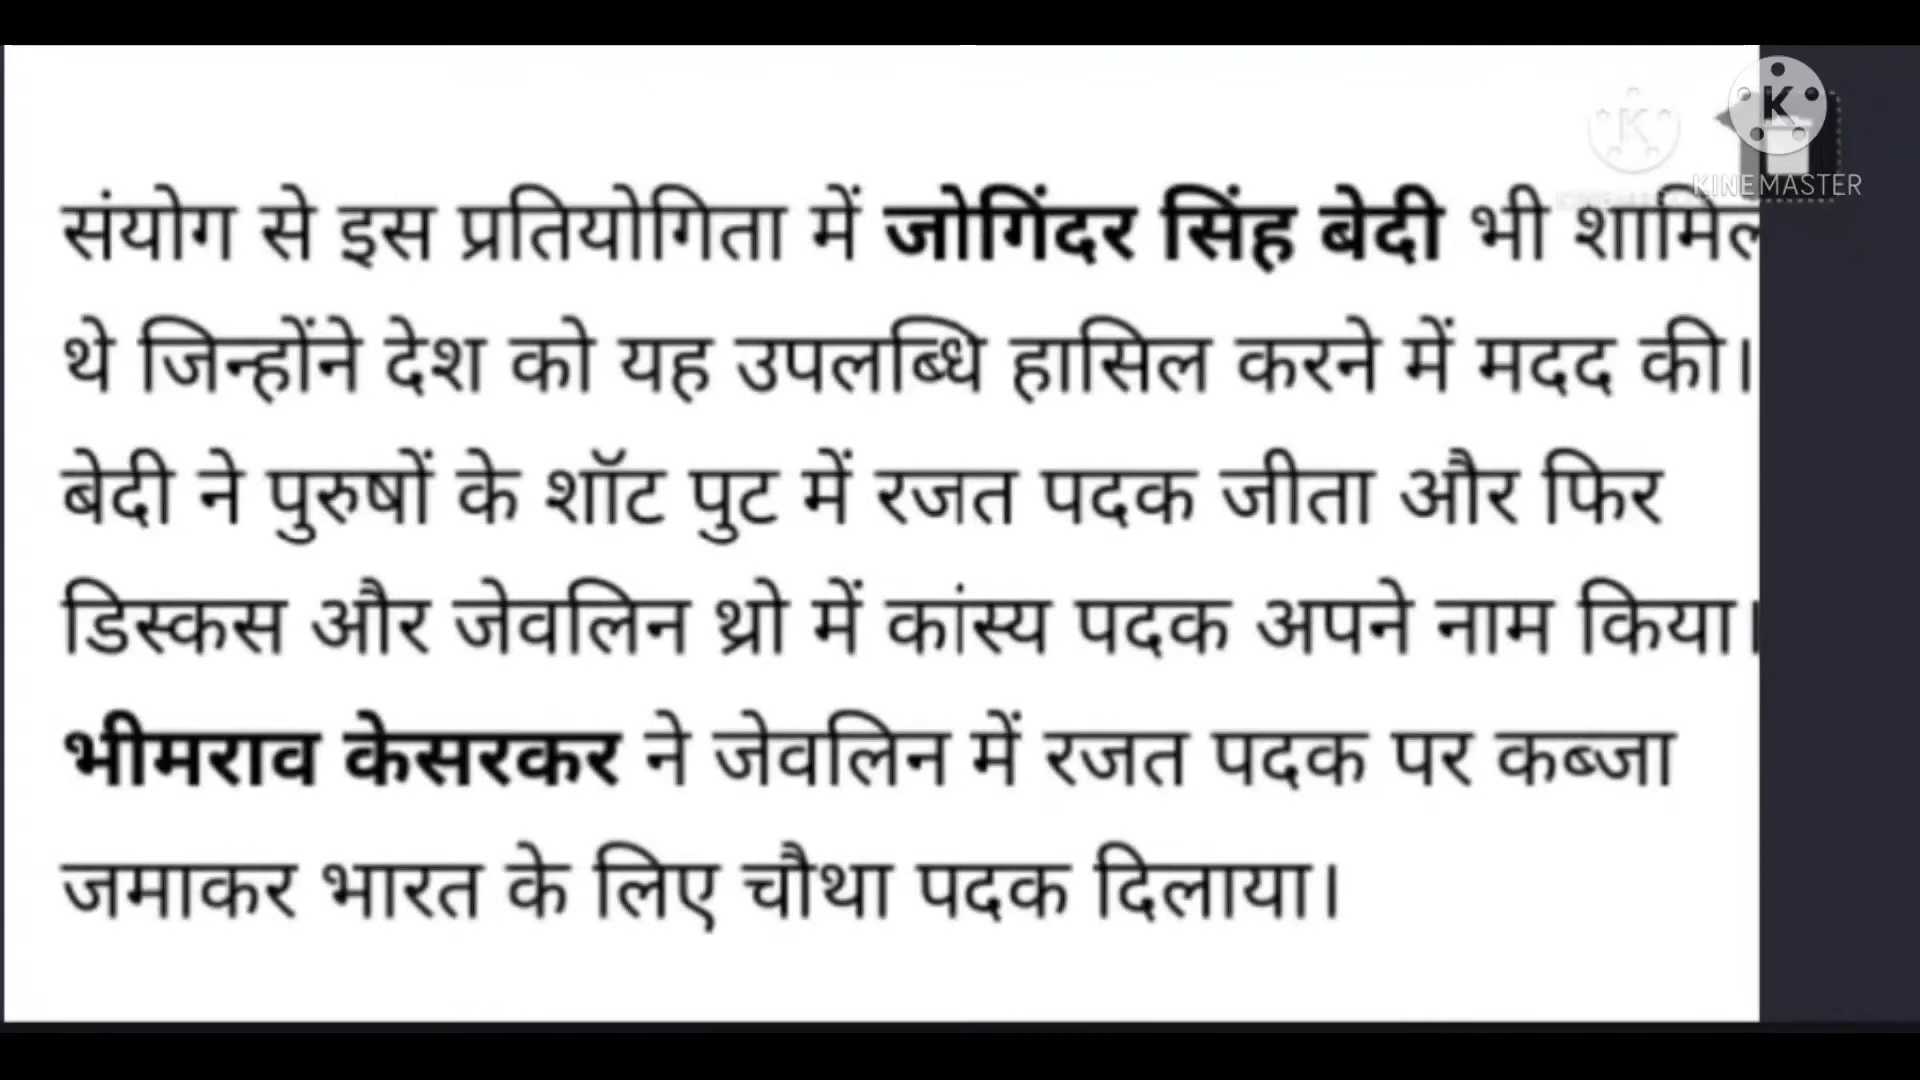 KINEMASTER
संयोग से इस प्रतियोगिता में जोगिंदर सिंह बेदी भी शामिल
थे जिन्होंने देश को यह उपलब्धि हासिल करने में मदद की।
बेदी ने पुरुषों के शॉट पुट में रजत पदक जीता और फिर
डिस्कस और जेवलिन थ्रो में कांस्य पदक अपने नाम किया।
भीमराव केसरकर ने जेवलिन में रजत पदक पर कब्जा
जमाकर भारत के लिए चौथा पदक दिलाया।